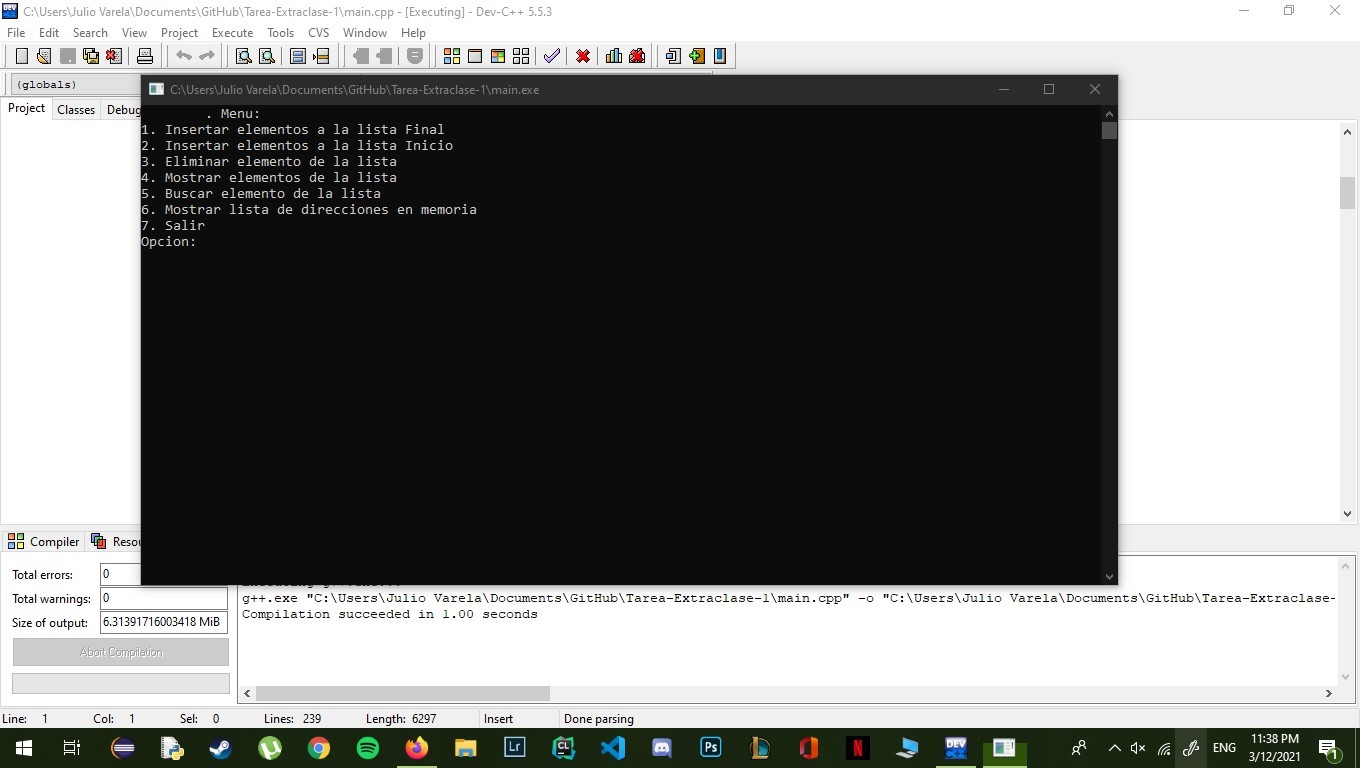 C:\Users\Julio Varela\Documents\GitHub\Tarea-Extraclase-1\main.cpp - [Executing] - Dev-C++ 5.5.3
File Edit Search View Project Execute Tools CVS Window Help
(globals)
C:\Users\Julio Varela\Documents\GitHub\Tarea-Extraclase-1\main.exe
Project Classes Debug
. Menu:
1. Insertar elementos a la lista Final
2. Insertar elementos a la lista Inicio
3. Eliminar elemento de la lista
4. Mostrar elementos de la lista
5. Buscar elemento de la lista
6. Mostrar lista de direcciones en memoria
7. Salir
Opcion:
Compiler Resou
Total errors: 0
Total warnings: 0
Size of output: 6.31391716003418 MiB
Abort Compilation
g++.exe "C:\Users\Julio Varela\Documents\GitHub\Tarea-Extraclase-1\main.cpp" -o "C:\Users\Julio Varela\Documents\GitHub\Tarea-Extraclase-
Compilation succeeded in 1.00 seconds
Line: 1 Col: 1 Sel: 0 Lines: 239 Length: 6297 Insert Done parsing
Lr CL Ps N DEV ENG 11:38 PM
3/12/2021 1